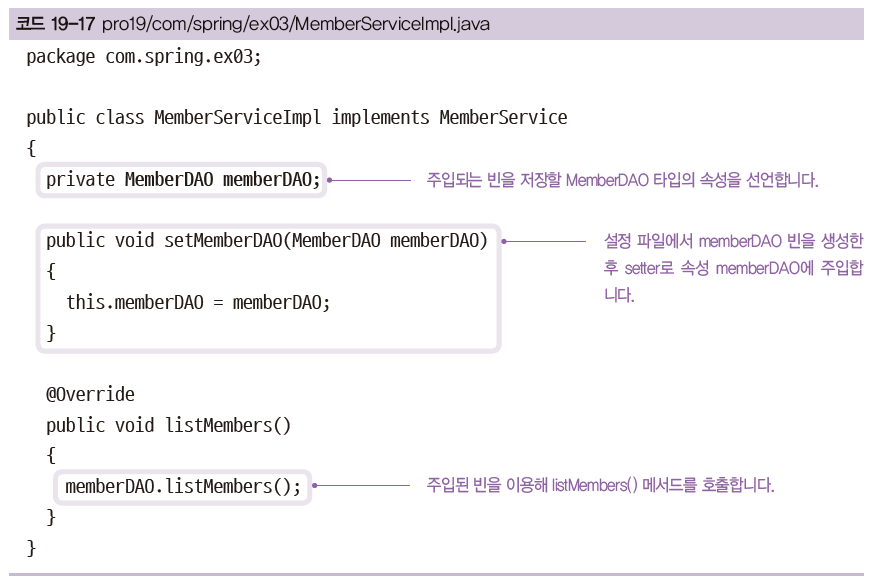 코드 19-17 pro19/com/spring/ex03/MemberServiceImpl.java
package com.spring.ex03;
public class MemberServiceImpl implements MemberService
{
private MemberDAO memberDAO;
주입되는 빈을 저장할 MemberDAO 타입의 속성을 선언합니다.
public void setMemberDAO(MemberDAO memberDAO)
{
this.memberDAO = memberDAO;
}
설정 파일에서 memberDAO 빈을 생성한
후 setter로 속성 memberDAO에 주입합
니다.
@Override
public void listMembers()
{
memberDAO.listMembers();
주입된 빈을 이용해 listMembers() 메서드를 호출합니다.
}
}